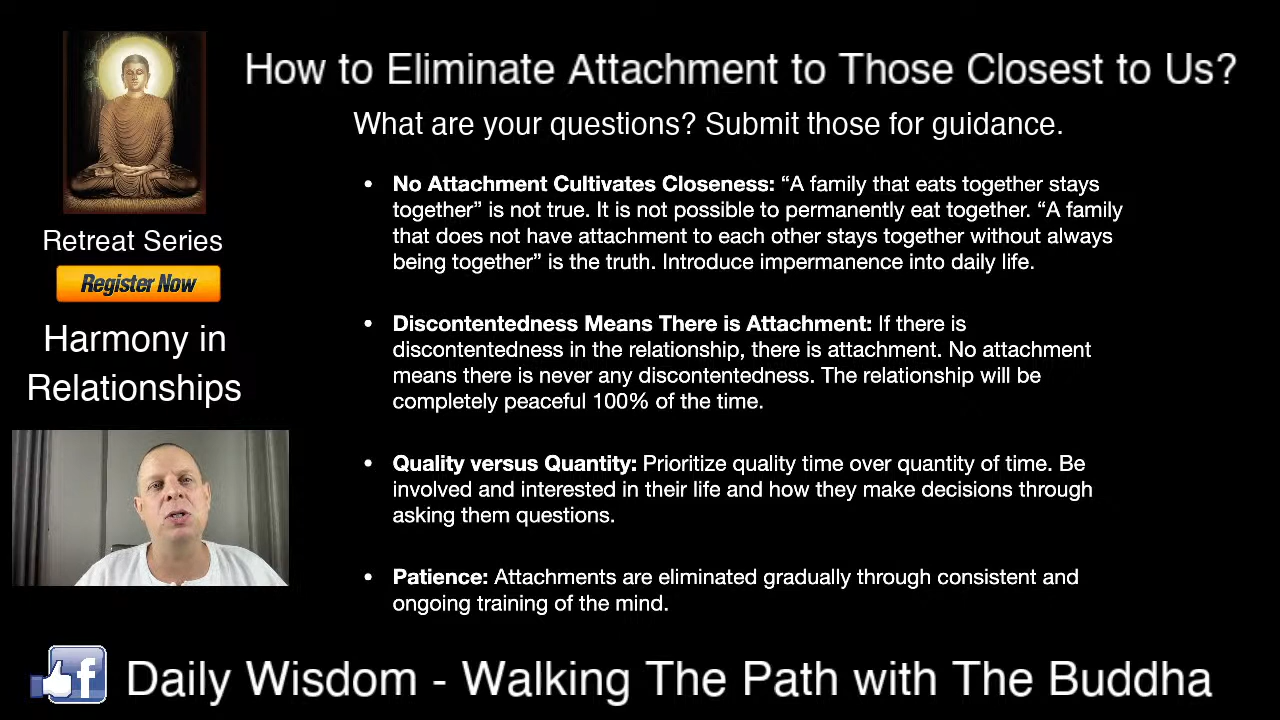 How to Eliminate Attachment to Those Closest to Us?
What are your questions? Submit those for guidance.
Retreat Series
Register Now
Harmony in
Relationships
• No Attachment Cultivates Closeness: “A family that eats together stays
together” is not true. It is not possible to permanently eat together. “A family
that does not have attachment to each other stays together without always
being together” is the truth. Introduce impermanence into daily life.
• Discontentedness Means There is Attachment: If there is
discontentedness in the relationship, there is attachment. No attachment
means there is never any discontentedness. The relationship will be
completely peaceful 100% of the time.
• Quality versus Quantity: Prioritize quality time over quantity of time. Be
involved and interested in their life and how they make decisions through
asking them questions.
• Patience: Attachments are eliminated gradually through consistent and
ongoing training of the mind.
f Daily Wisdom - Walking The Path with The Buddha